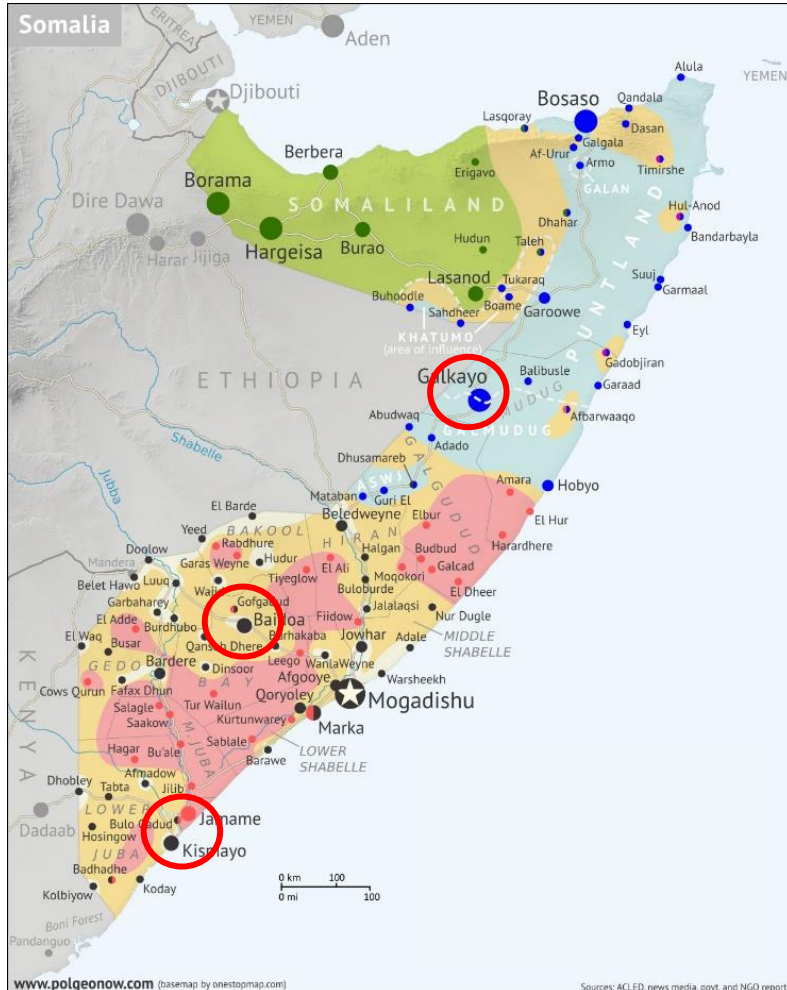 Somalia
YEMEN
Aden
ERITREA
DJIBOUTI
Djibouti
YEMEN
Alula
Bosaso
Qandala
Lasqoray
Dasan
Galgala
Af-Urur
Armo
Berbera
Erigavo
Timirshe
Borama
GALAN
SOMALILAND
Dire Dawa
Dhahar
Hul-Anod
Hargeisa
Burao
Hudun
Taleh
Bandarbayla
Harar
Jijiga
Lasanod
Tukaraq
Suuj
Buhoodle
Boame
Garoowe
Garmaal
PUNTLAND
Sahdheer
KHATUMO
(area of influence)
Eyl
Gadobjiran
ETHIOPIA
Galkayo
Balibusle
Garaad
MUDUG
Abudwaq
GALMUDUG
Afbarwaaqo
Shabelle
Adado
Jubba
Dhusamareb
GALGUDUD
ASWJ
Amara
Hobyo
Mataban
Guri El
El Barde
Beledweyne
Elbur
El Hur
Yeed
BAKOOL
HIRAN
Rabdhure
Halgan
Budbud
Harardhere
Doolow
Garas Weyne
Hudur
El Ali
Galcad
Mandera
Tiyeglow
Moqokori
Belet Hawo
Luuq
Wajid
Buloburde
El Dheer
Garbaharey
Gofgadud
Jalalaqsi
El Adde
Burdhubo
Baidoa
Fiidow
Nur Dugle
El Waq
Busar
Qansah Dhere
Burhakaba
Jowhar
Adale
MIDDLE
SHABELLE
GEDO
Bardere
Dinsoor
Leego
WanlaWeyne
KENYA
BAY
Afgooye
Warsheekh
Cows Qurun
Fafax Dhun
Mogadishu
Salagle
Tur Wailun
Qoryoley
Saakow
Kurtunwarey
Marka
M.JUBA
Hagar
Bu'ale
Sablale
LOWER
SHABELLE
Barawe
Afmadow
Dhobley
Tabta
Jilib
LOWER
Dadaab
Bulo Gadud
Jamame
Hosingow
JUBA
Kismayo
Badhadhe
Koday
Kolbiyow
0 km 100
0 mi 100
Boni Forest
Pandanguo
www.polgeonow.com (basemap by onestopmap.com)
Sources: ACLED, news media, govt. and NGO report